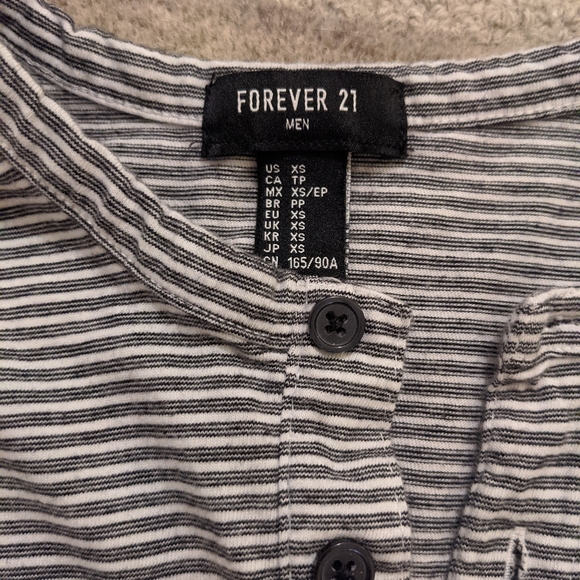 FOREVER 21
MEN
US XS
CA TP
MX XS/EP
BR PP
EU XS
UK XS
KR XS
JP XS
CN 165/90A